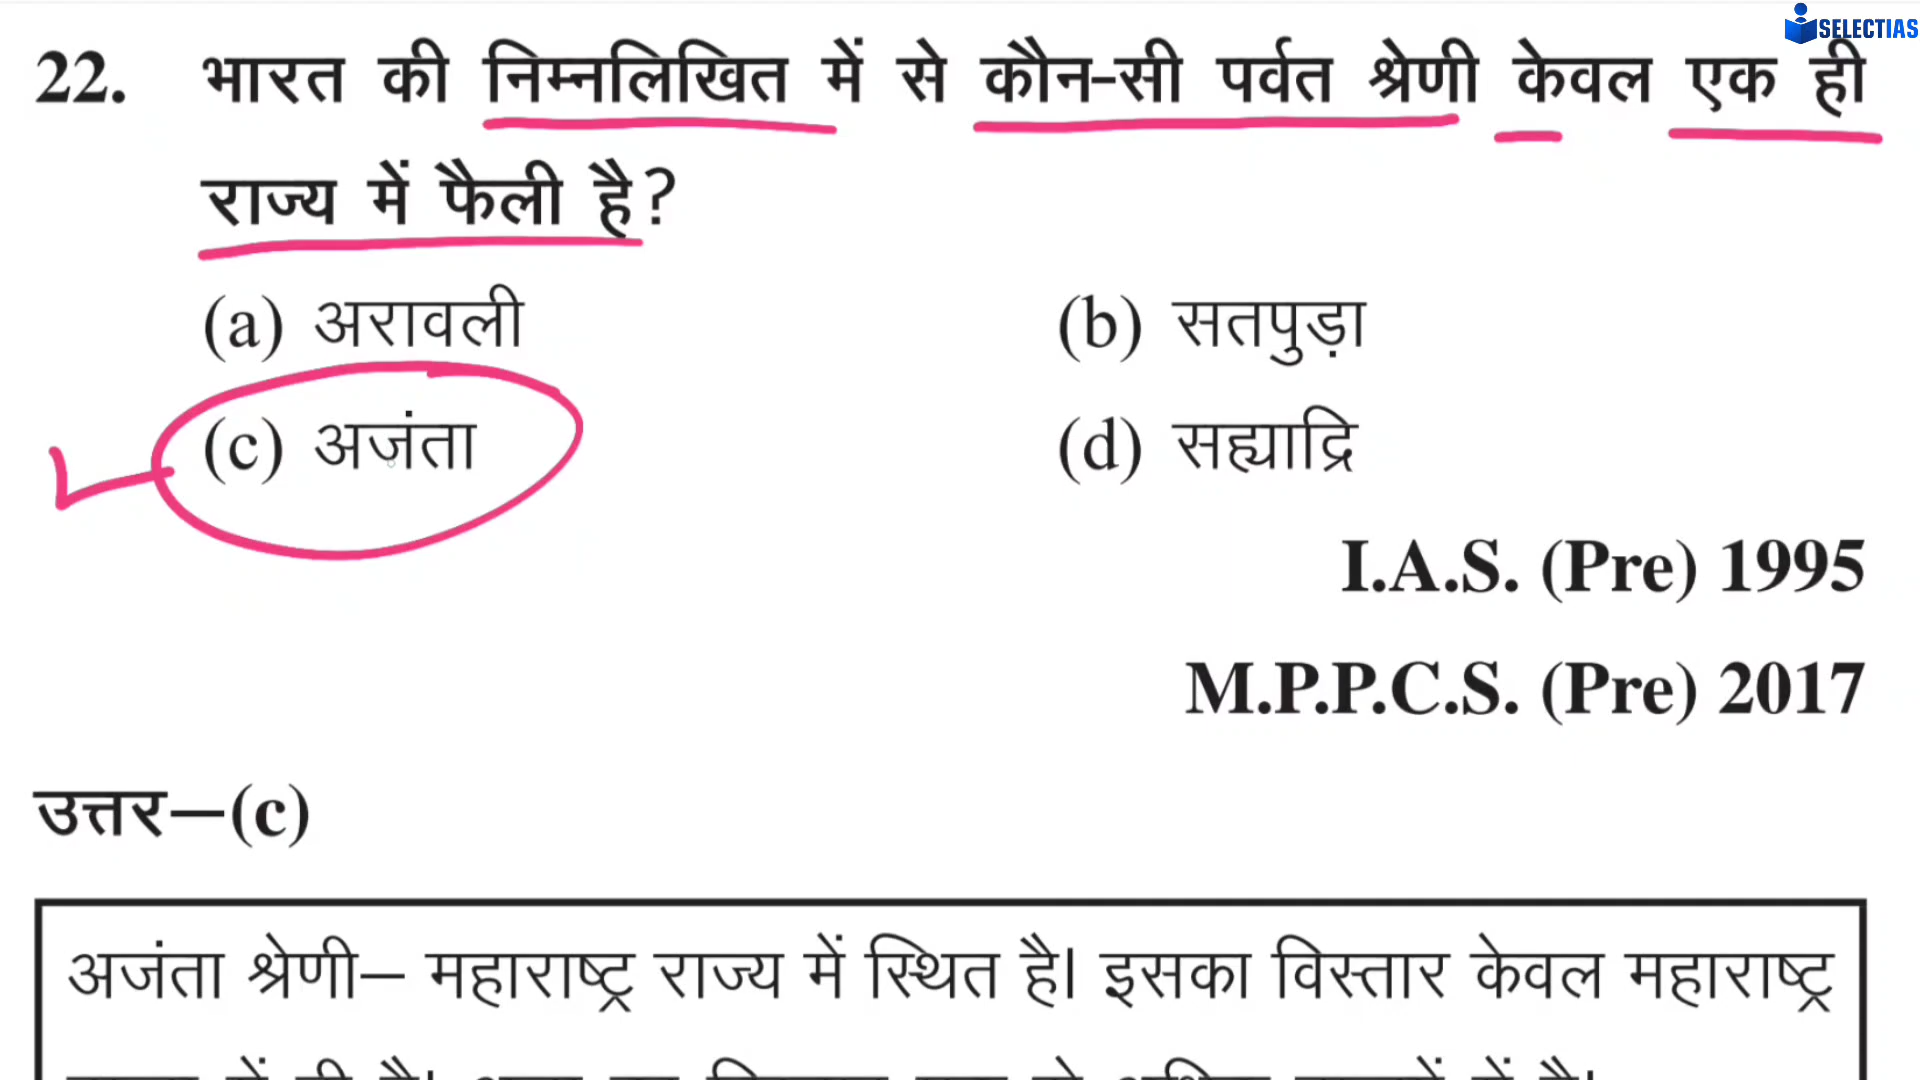 SELECTIAS
22. भारत की निम्नलिखित में से कौन-सी पर्वत श्रेणी केवल एक ही
राज्य में फैली है?
(a) अरावली (b) सतपुड़ा
(c) अजंता (d) सह्याद्रि
I.A.S. (Pre) 1995
M.P.P.C.S. (Pre) 2017
उत्तर—(c)
अजंता श्रेणी– महाराष्ट्र राज्य में स्थित है। इसका विस्तार केवल महाराष्ट्र